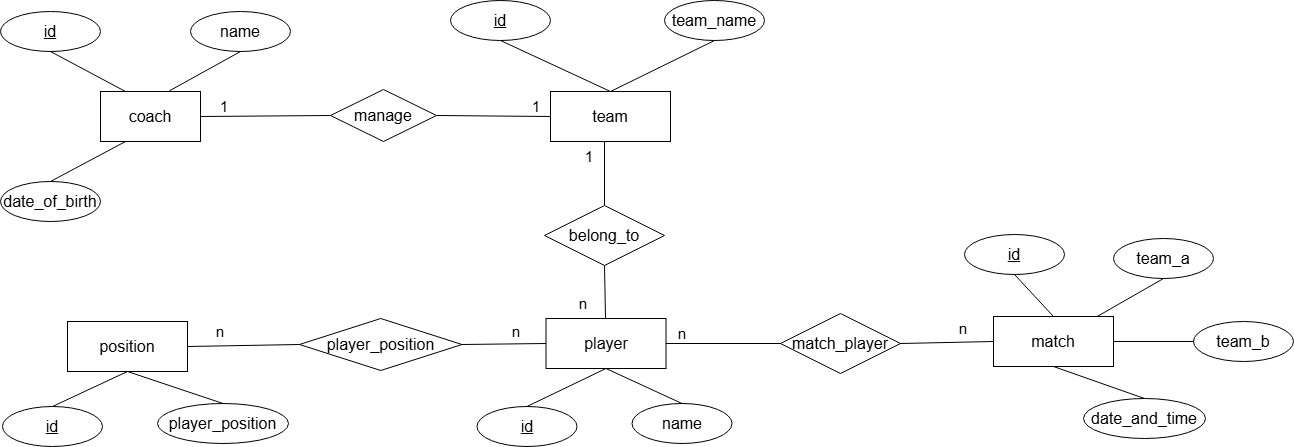 id
name
id
team_name
coach
1
manage
1
team
date_of_birth
1
belong_to
id
team_a
n
position
n
player_position
n
player
n
match_player
n
match
team_b
id
player_position
id
name
date_and_time